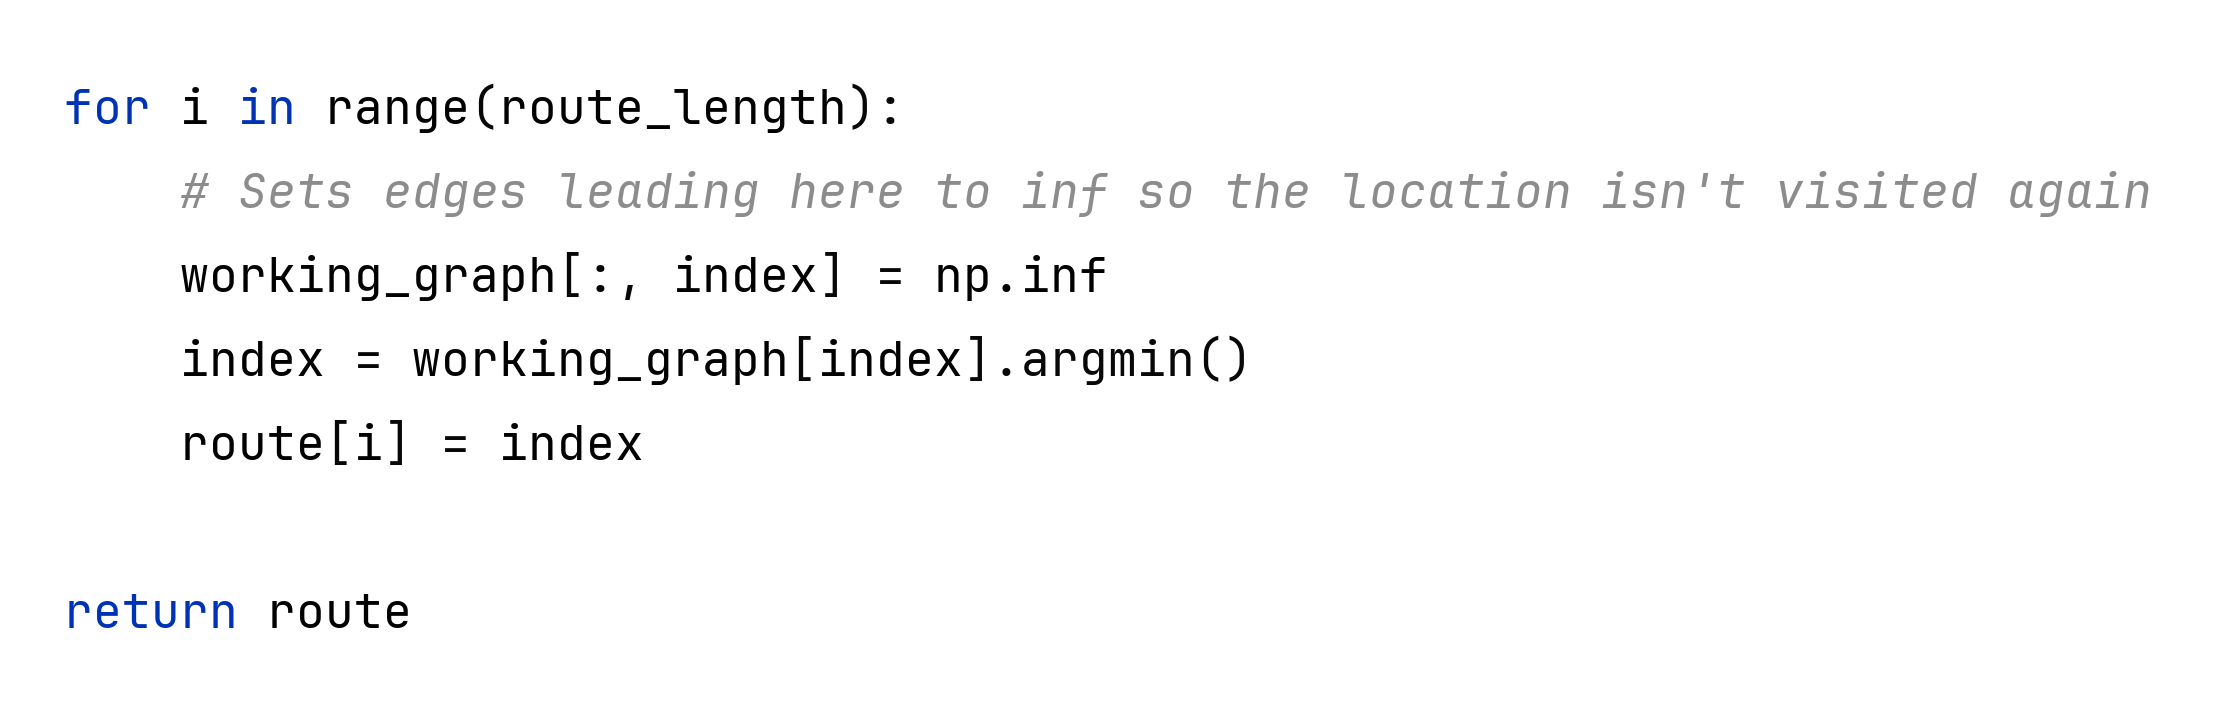 for i in range(route_length):
    # Sets edges leading here to inf so the location isn't visited again
    working_graph[:, index] = np.inf
    index = working_graph[index].argmin()
    route[i] = index

return route